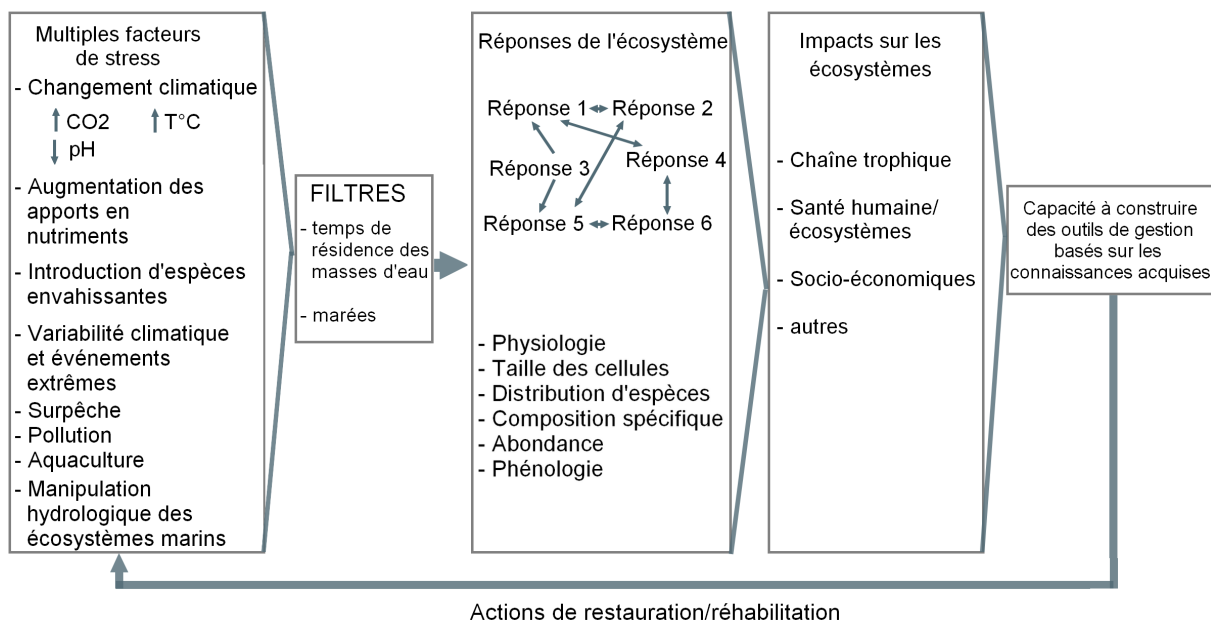 Multiples facteurs
de stress
- Changement climatique
CO2 T°C
pH
- Augmentation des
apports en
nutriments
- Introduction d'espèces
envahissantes
- Variabilité climatique
et événements
extrêmes
- Surpêche
- Pollution
- Aquaculture
- Manipulation
hydrologique des
écosystèmes marins
FILTRES
- temps de
résidence des
masses d'eau
- marées
Réponses de l'écosystème
Réponse 1 Réponse 2
Réponse 4
Réponse 3
Réponse 5 Réponse 6
- Physiologie
- Taille des cellules
- Distribution d'espèces
- Composition spécifique
- Abondance
- Phénologie
Impacts sur les
écosystèmes
- Chaîne trophique
- Santé humaine/
écosystèmes
- Socio-économiques
- autres
Capacité à construire
des outils de gestion
basés sur les
connaissances acquises
Actions de restauration/réhabilitation